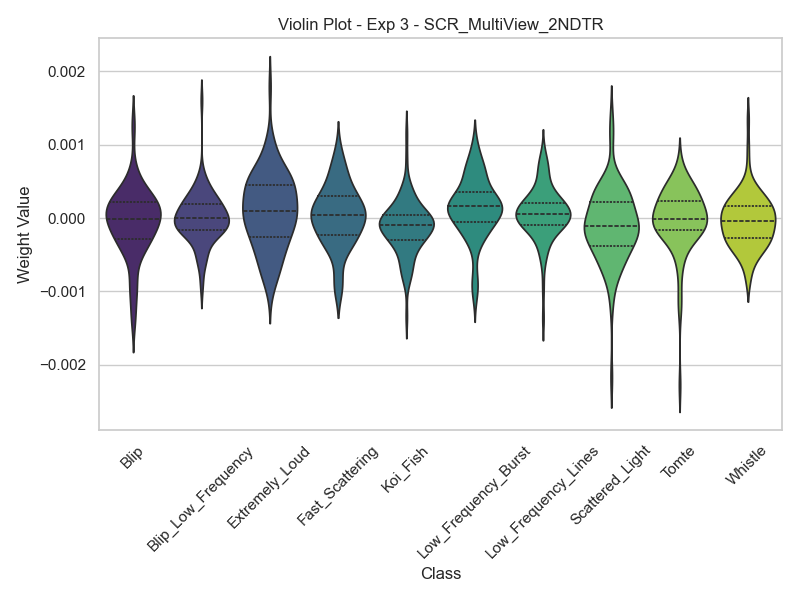 Violin Plot - Exp 3 - SCR_MultiView_2NDTR
Weight Value
0.002
0.001
0.000
−0.001
−0.002
Blip
Blip_Low_Frequency
Extremely_Loud
Fast_Scattering
Koi_Fish
Low_Frequency_Burst
Low_Frequency_Lines
Scattered_Light
Tomte
Whistle
Class